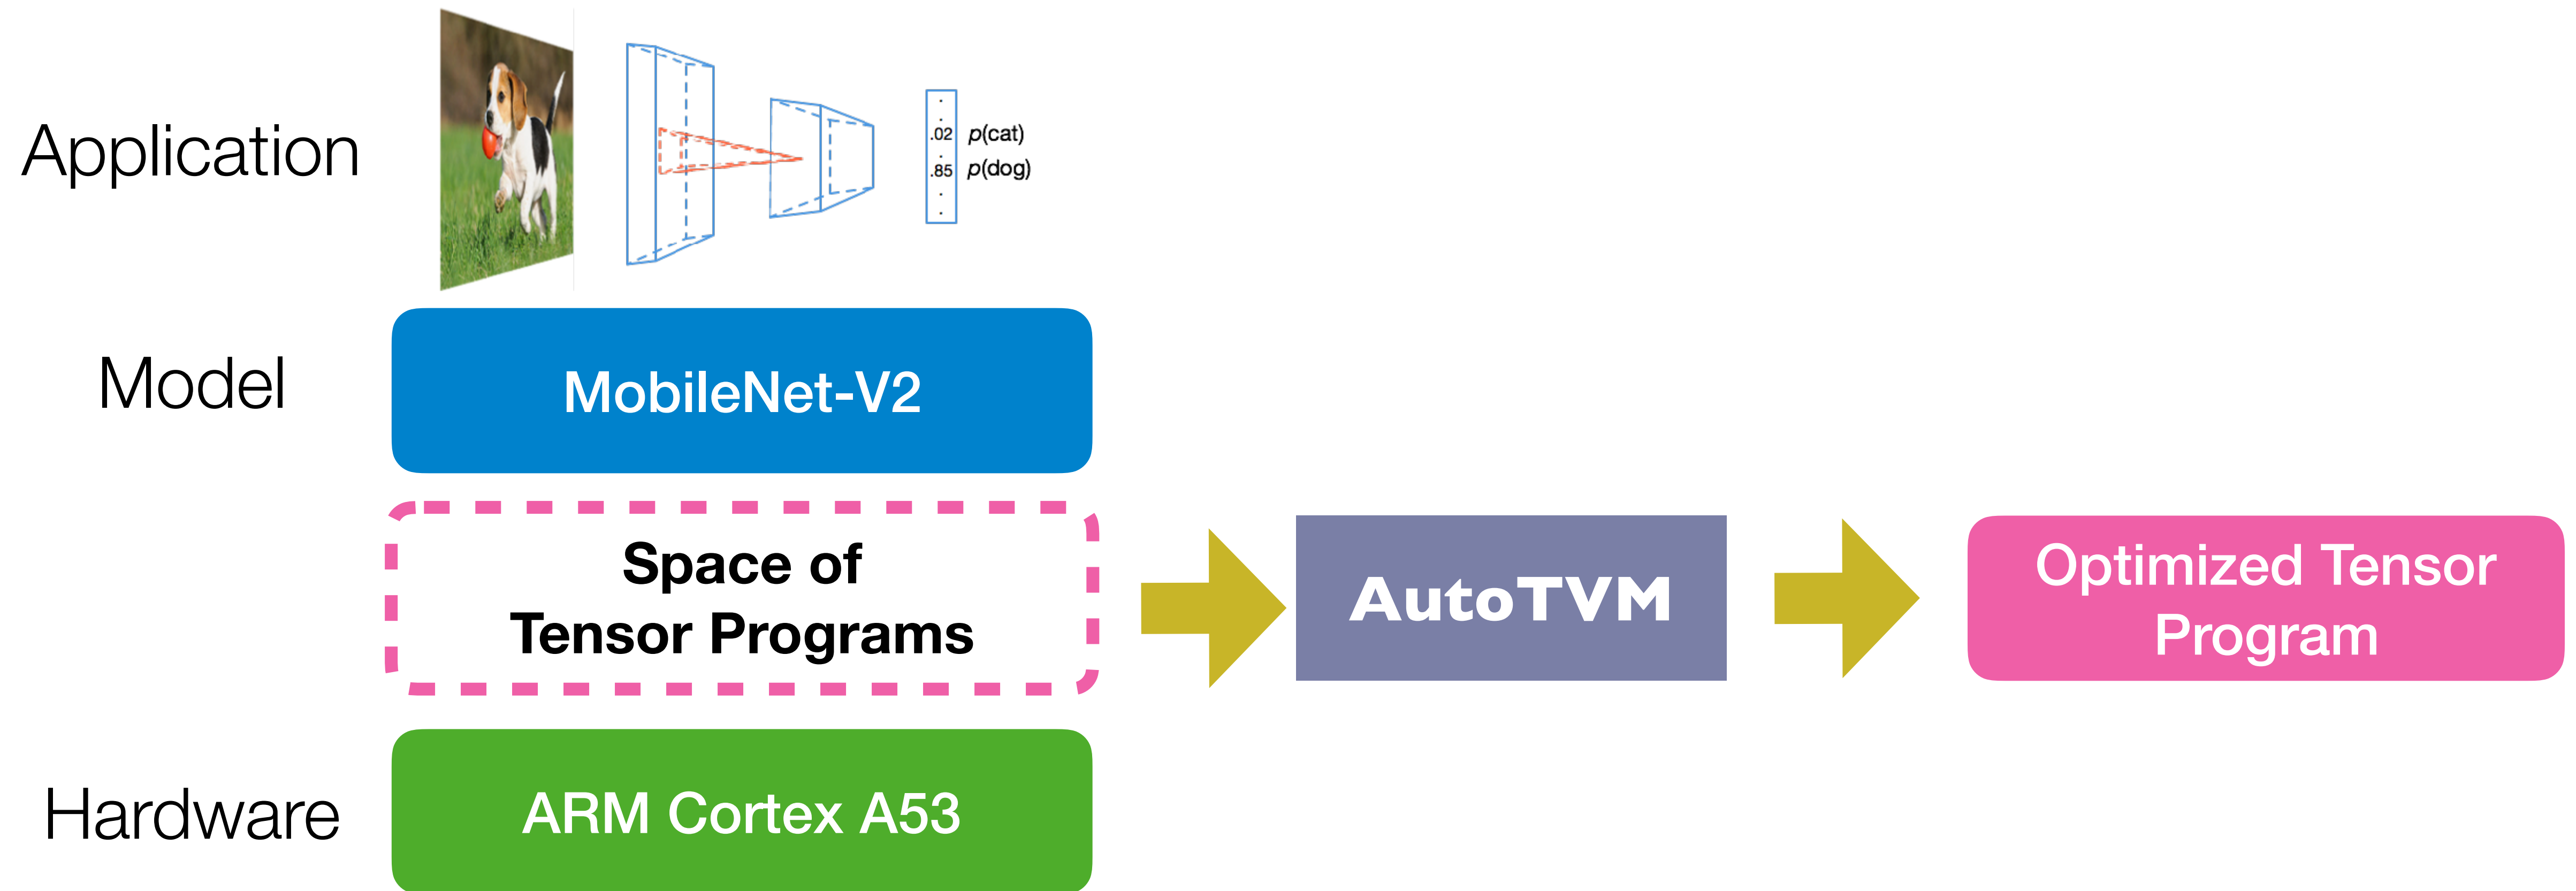 Application
.02 p(cat)
.85 p(dog)
Model
MobileNet-V2
Space of
Tensor Programs
AutoTVM
Optimized Tensor
Program
Hardware
ARM Cortex A53